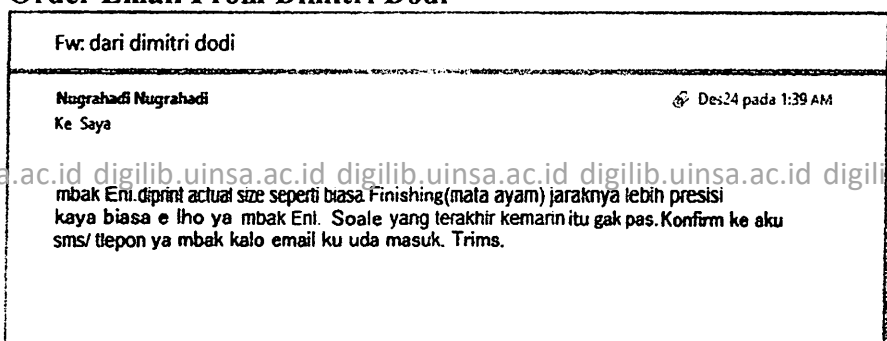 Order Email From Dimitri Dodi
Fw: dari dimitri dodi
Nugrahadi Nugrahadi
Des24 pada 1:39 AM
Ke Saya
a.ac.id digilib.uinsa.ac.id digilib.uinsa.ac.id digilib.uinsa.ac.id digili
mbak Eni.diprint actual size seperti biasa Finishing(mata ayam) jaraknya lebih presisi
kaya biasa e lho ya mbak Eni. Soale yang terakhir kemarin itu gak pas.Konfirm ke aku
sms/ tlepon ya mbak kalo email ku uda masuk. Trims.